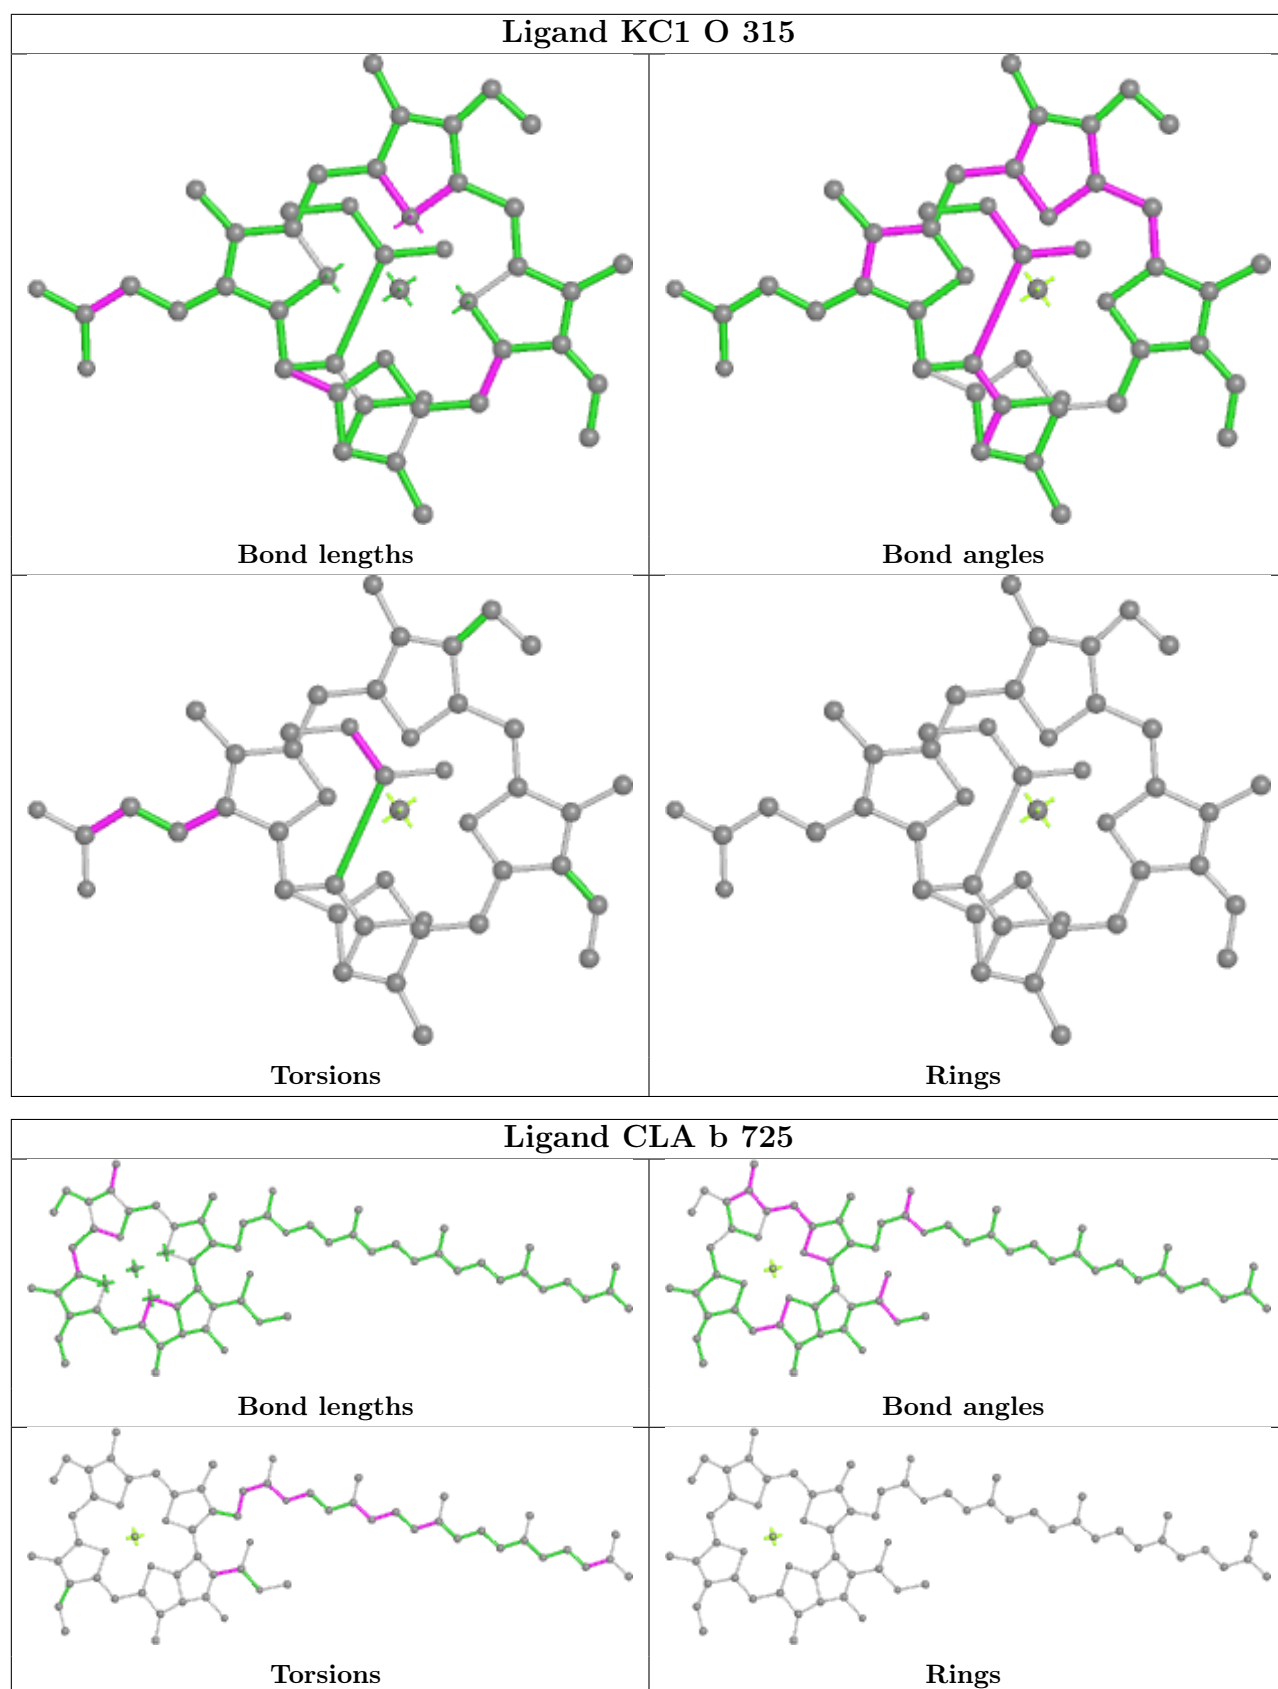 Ligand KC1 O 315
Bond lengths
Bond angles
Torsions
Rings
Ligand CLA b 725
Bond lengths
Bond angles
Torsions
Rings